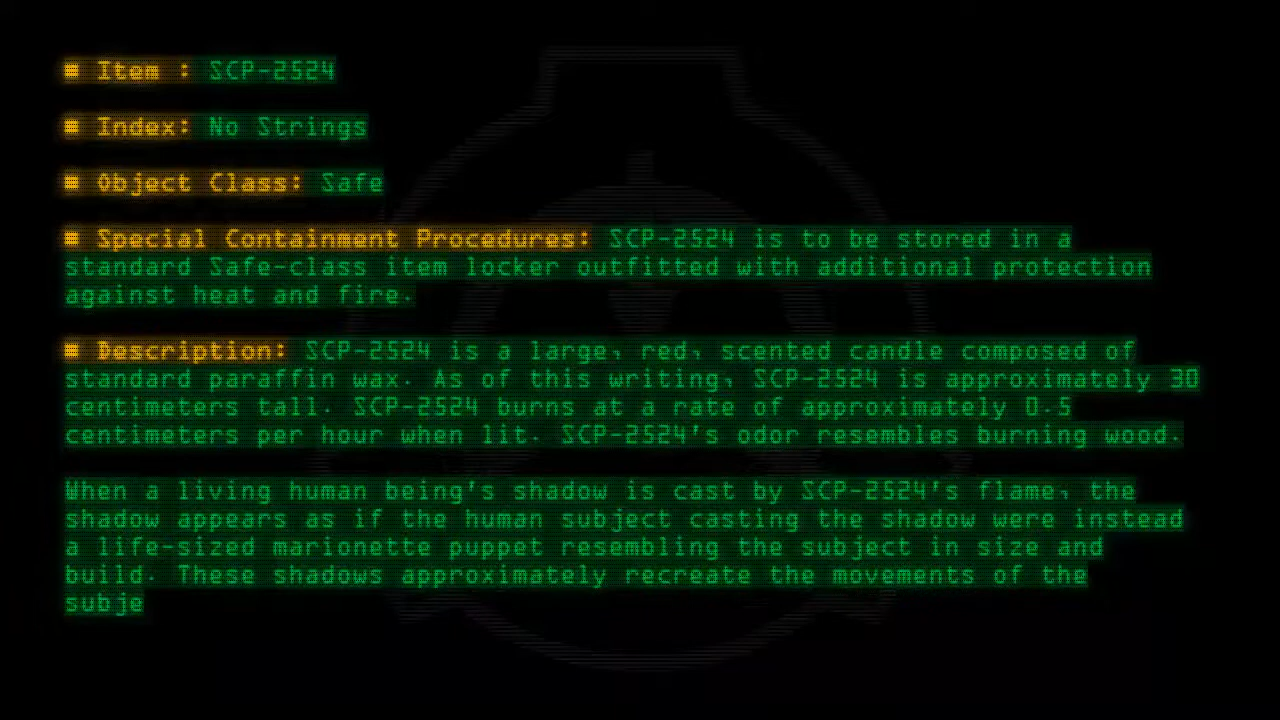 ■ Item : SCP-2524
■ Index: No Strings
■ Object Class: Safe
■ Special Containment Procedures: SCP-2524 is to be stored in a
standard Safe-class item locker outfitted with additional protection
against heat and fire.
■ Description: SCP-2524 is a large, red, scented candle composed of
standard paraffin wax. As of this writing, SCP-2524 is approximately 30
centimeters tall. SCP-2524 burns at a rate of approximately 0.5
centimeters per hour when lit. SCP-2524's odor resembles burning wood.
When a living human being's shadow is cast by SCP-2524's flame, the
shadow appears as if the human subject casting the shadow were instead
a life-sized marionette puppet resembling the subject in size and
build. These shadows approximately recreate the movements of the
subje